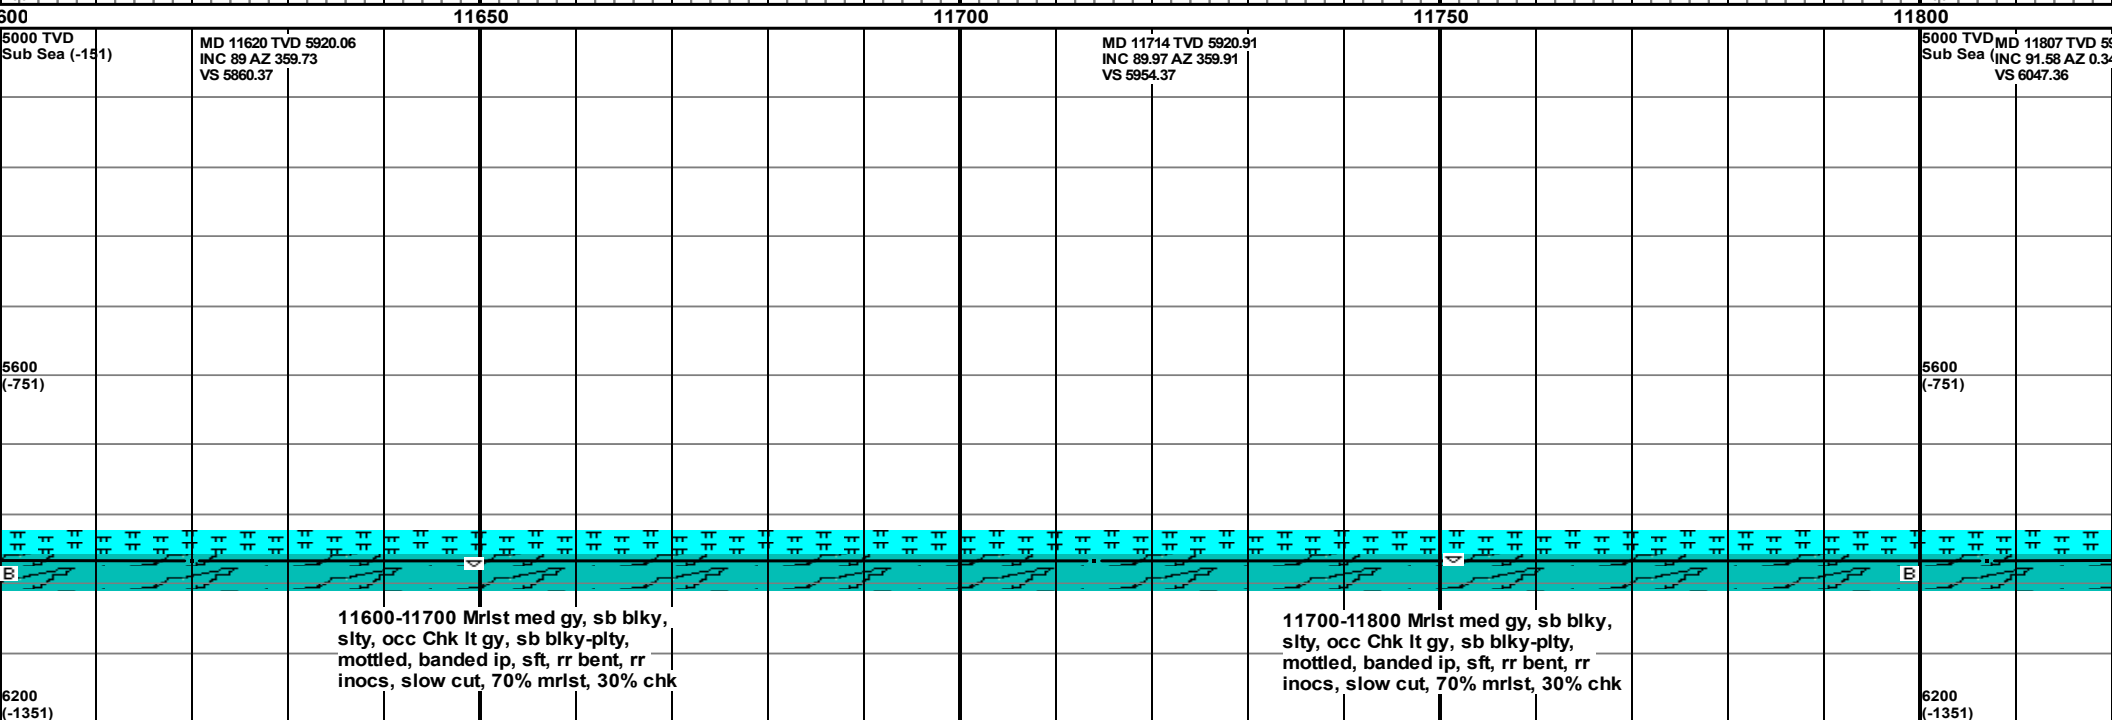 600 11650 11700 11750 11800
5000 TVD
Sub Sea (-151)
MD 11620 TVD 5920.06
INC 89 AZ 359.73
VS 5860.37
MD 11714 TVD 5920.91
INC 89.97 AZ 359.91
VS 5954.37
5000 TVD
Sub Sea (
MD 11807 TVD 59
INC 91.58 AZ 0.34
VS 6047.36
5600
(-751)
5600
(-751)
B
B
11600-11700 Mrlst med gy, sb blky,
slty, occ Chk lt gy, sb blky-plty,
mottled, banded ip, sft, rr bent, rr
inocs, slow cut, 70% mrlst, 30% chk
11700-11800 Mrlst med gy, sb blky,
slty, occ Chk lt gy, sb blky-plty,
mottled, banded ip, sft, rr bent, rr
inocs, slow cut, 70% mrlst, 30% chk
6200
(-1351)
6200
(-1351)